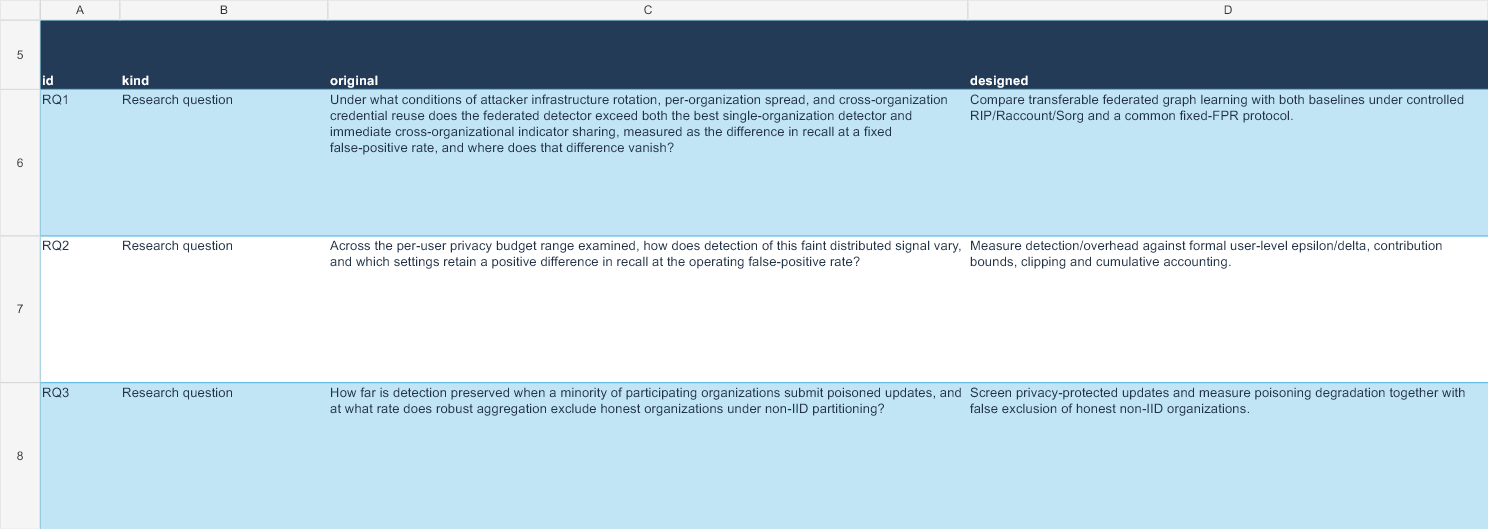 A B C D
5
id kind original designed
6
RQ1 Research question Under what conditions of attacker infrastructure rotation, per-organization spread, and cross-organization Compare transferable federated graph learning with both baselines under controlled
credential reuse does the federated detector exceed both the best single-organization detector and RIP/Raccount/Sorg and a common fixed-FPR protocol.
immediate cross-organizational indicator sharing, measured as the difference in recall at a fixed
false-positive rate, and where does that difference vanish?
7
RQ2 Research question Across the per-user privacy budget range examined, how does detection of this faint distributed signal vary, Measure detection/overhead against formal user-level epsilon/delta, contribution
and which settings retain a positive difference in recall at the operating false-positive rate? bounds, clipping and cumulative accounting.
8
RQ3 Research question How far is detection preserved when a minority of participating organizations submit poisoned updates, and Screen privacy-protected updates and measure poisoning degradation together with
at what rate does robust aggregation exclude honest organizations under non-IID partitioning? false exclusion of honest non-IID organizations.